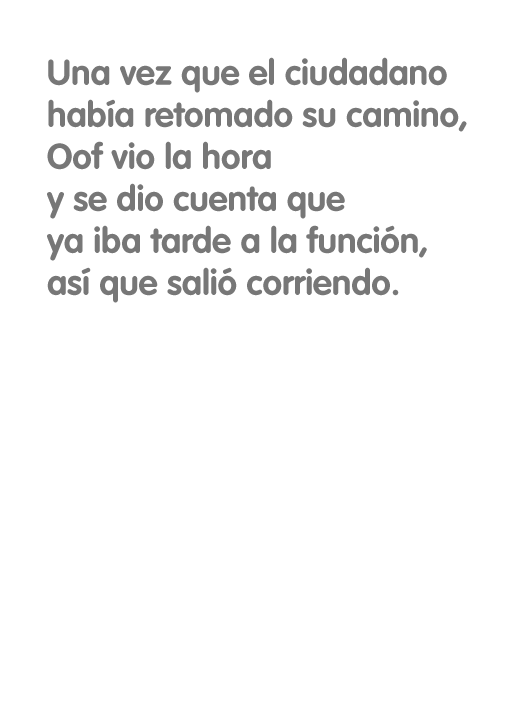 Una vez que el ciudadano
había retomado su camino,
Oof vio la hora
y se dio cuenta que
ya iba tarde a la función,
así que salió corriendo.